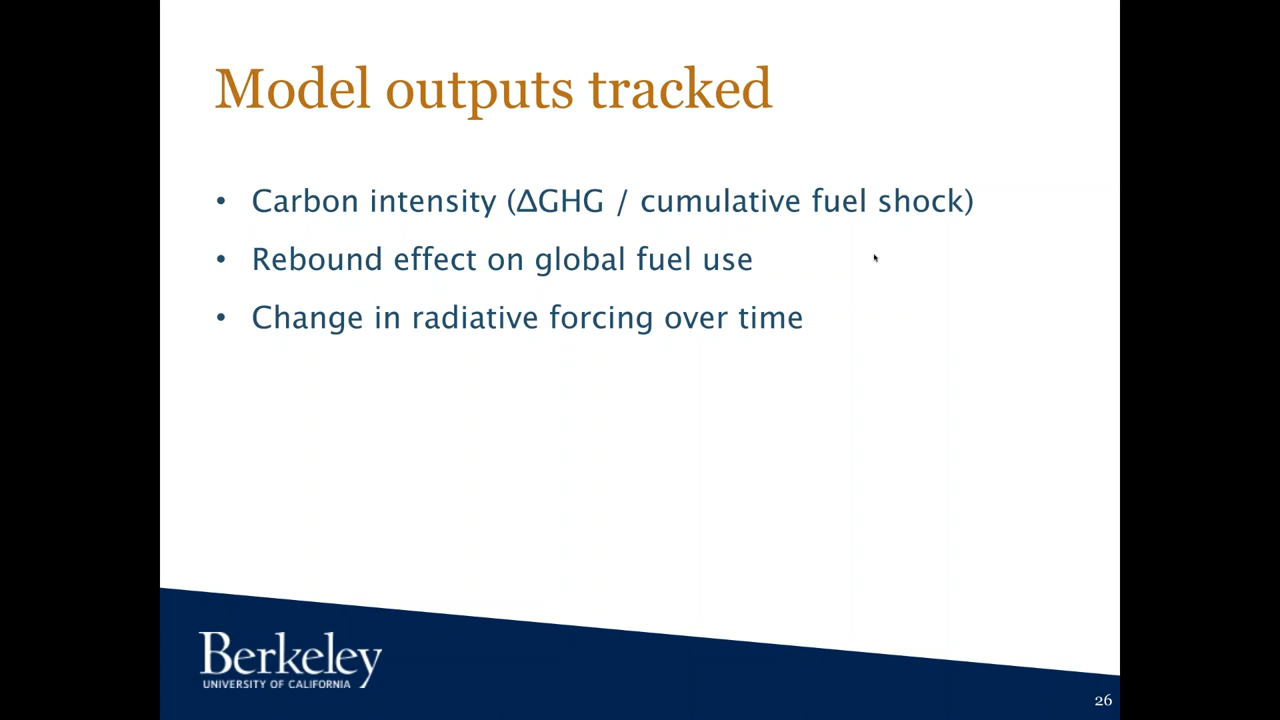 Model outputs tracked
• Carbon intensity (ΔGHG / cumulative fuel shock)
• Rebound effect on global fuel use
• Change in radiative forcing over time
Berkeley
UNIVERSITY OF CALIFORNIA
26